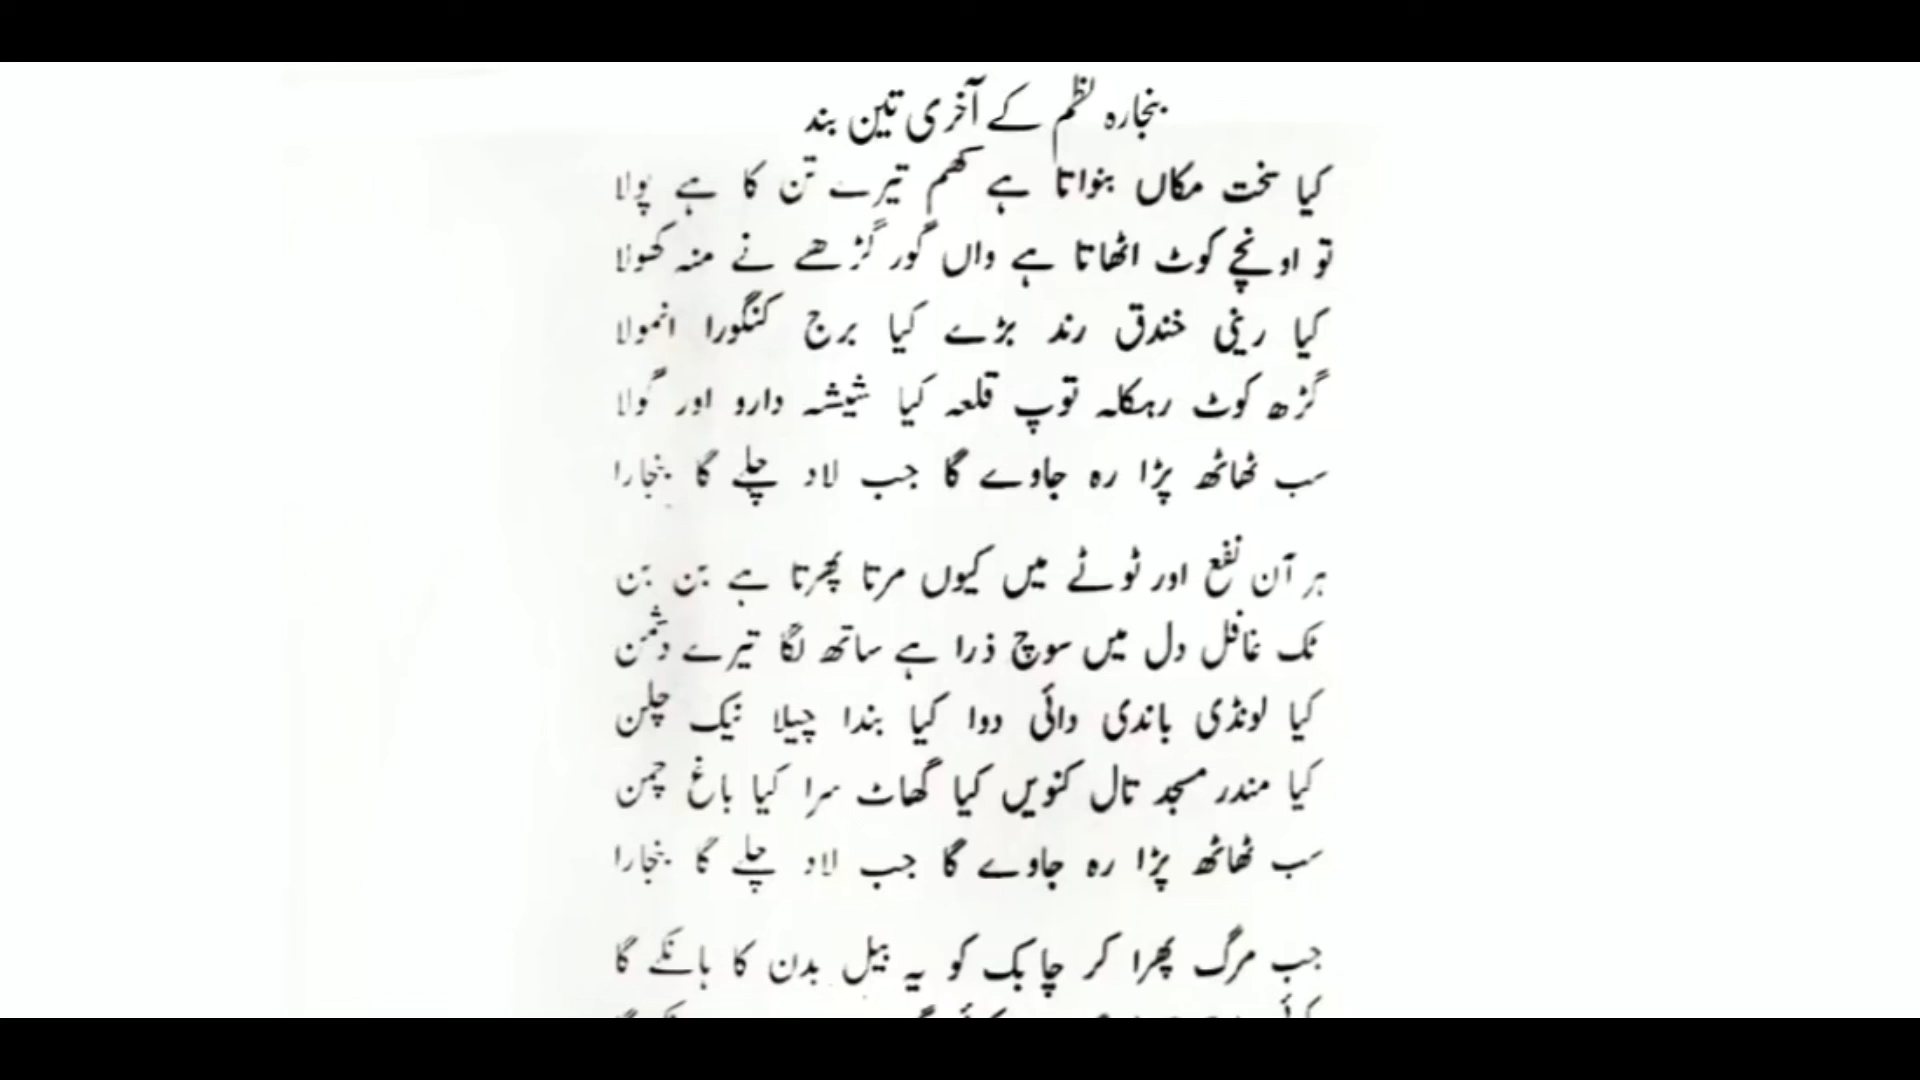 بنجارہ نظم کے آخری تین بند
کیا سخت مکاں بنواتا ہے کھم تیرے تن کا ہے پولا
تو اونچے کوٹ اٹھاتا ہے واں گور گڑھے نے منہ کھولا
کیا رینی خندق رند بڑے کیا برج کنگورا انمولا
گڑھ کوٹ رہکلہ توپ قلعہ کیا شیشہ دارو اور گولا
سب ٹھاٹھ پڑا رہ جاوے گا جب لاد چلے گا بنجارا
ہر آن نفع اور ٹوٹے میں کیوں مرتا پھرتا ہے بن بن
ٹک غافل دل میں سوچ ذرا ہے ساتھ لگا تیرے دشمن
کیا لونڈی باندی دائی ددا کیا بندا چیلا نیک چلن
کیا مندر مسجد تال کنویں کیا گھاٹ سرا کیا باغ چمن
سب ٹھاٹھ پڑا رہ جاوے گا جب لاد چلے گا بنجارا
جب مرگ پھرا کر چابک کو یہ بیل بدن کا ہانکے گا